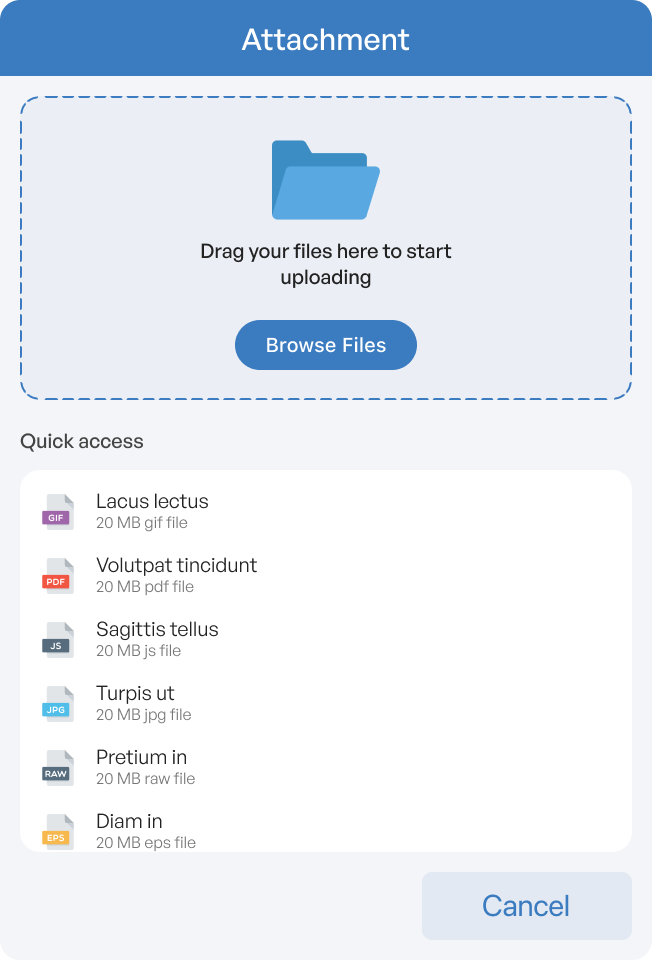 Attachment
Drag your files here to start
uploading
Browse Files
Quick access
GIF
Lacus lectus
20 MB gif file
PDF
Volutpat tincidunt
20 MB pdf file
JS
Sagittis tellus
20 MB js file
JPG
Turpis ut
20 MB jpg file
RAW
Pretium in
20 MB raw file
EPS
Diam in
20 MB eps file
Cancel